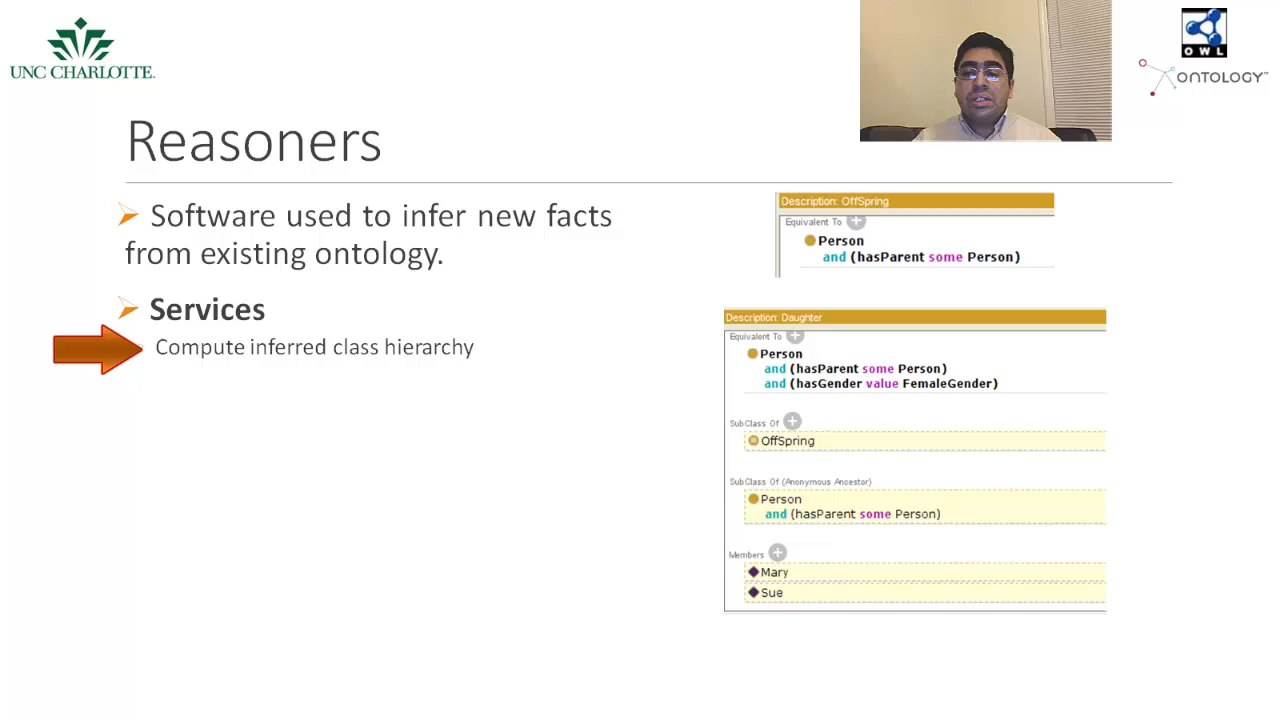 UNC CHARLOTTE
OWL
ONTOLOGY
Reasoners
Software used to infer new facts
from existing ontology.
Services
Compute inferred class hierarchy
Description: OffSpring
Equivalent To
Person
and (hasParent some Person)
Description: Daughter
Equivalent To
Person
and (hasParent some Person)
and (hasGender value FemaleGender)
SubClass Of
OffSpring
SubClass Of (Anonymous Ancestor)
Person
and (hasParent some Person)
Members
Mary
Sue